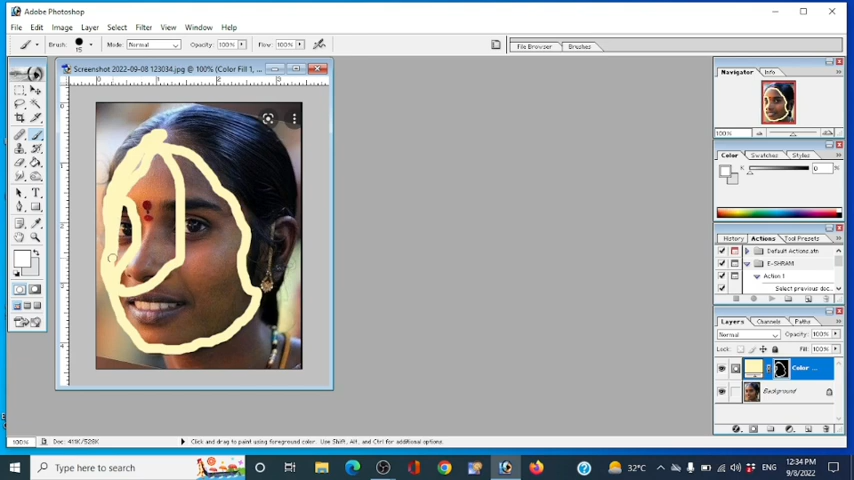 Adobe Photoshop
File Edit Image Layer Select Filter View Window Help
Brush: 15 Mode: Normal Opacity: 100% Flow: 100% File Browser Brushes
Screenshot 2022-09-08 123034.jpg @ 100% (Color Fill 1, ...
Navigator Info
100%
Color Swatches Styles
K 0 %
History Actions Tool Presets
Default Actions.atn
E-SHRAM
Action 1
Select previous doc...
Layers Channels Paths
Normal Opacity: 100%
Lock: Fill: 100%
Color ...
Background
100% Doc: 419K/528K Click and drag to paint using foreground color. Use Shift, Alt, and Ctrl for additional options.
Type here to search 32°C ENG 12:34 PM
9/8/2022